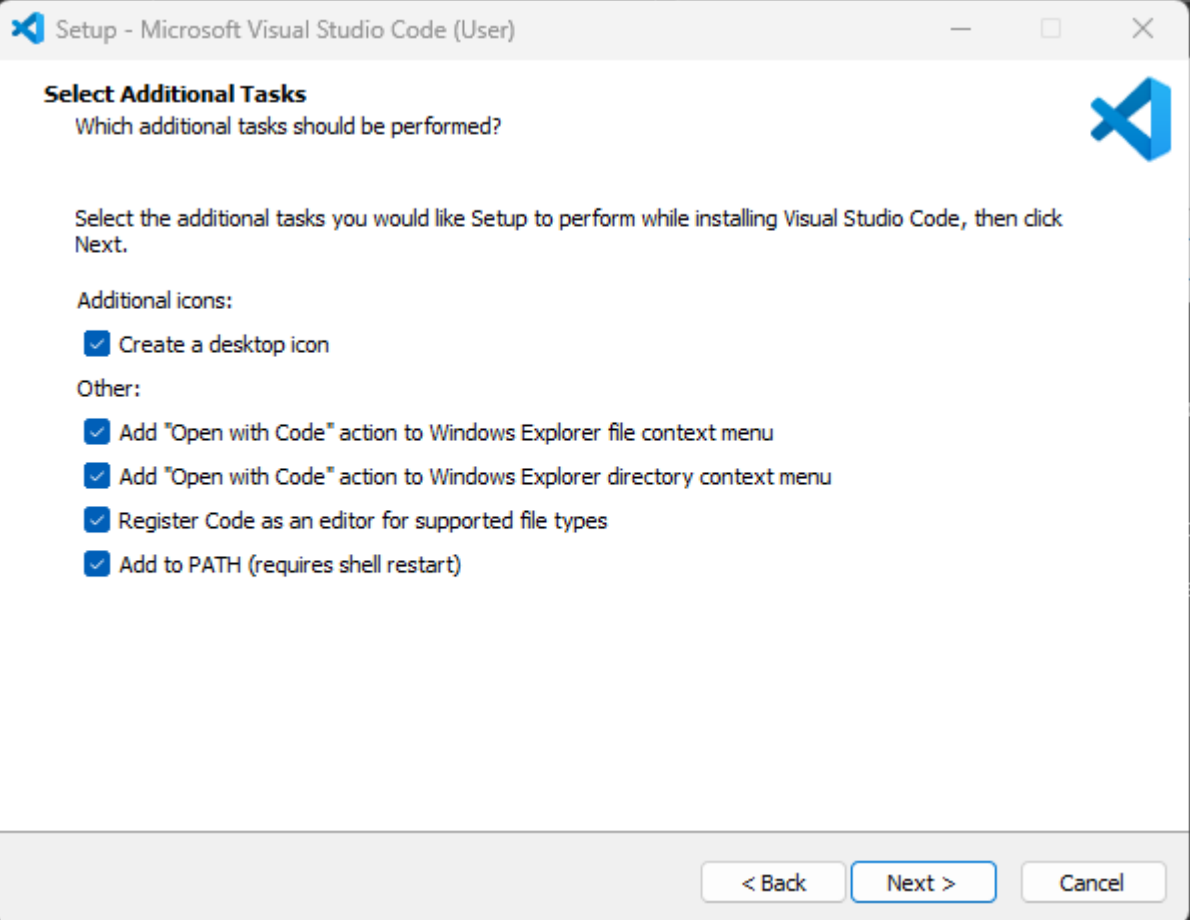 Setup - Microsoft Visual Studio Code (User)
Select Additional Tasks
Which additional tasks should be performed?
Select the additional tasks you would like Setup to perform while installing Visual Studio Code, then click
Next.
Additional icons:
Create a desktop icon
Other:
Add "Open with Code" action to Windows Explorer file context menu
Add "Open with Code" action to Windows Explorer directory context menu
Register Code as an editor for supported file types
Add to PATH (requires shell restart)
< Back Next > Cancel